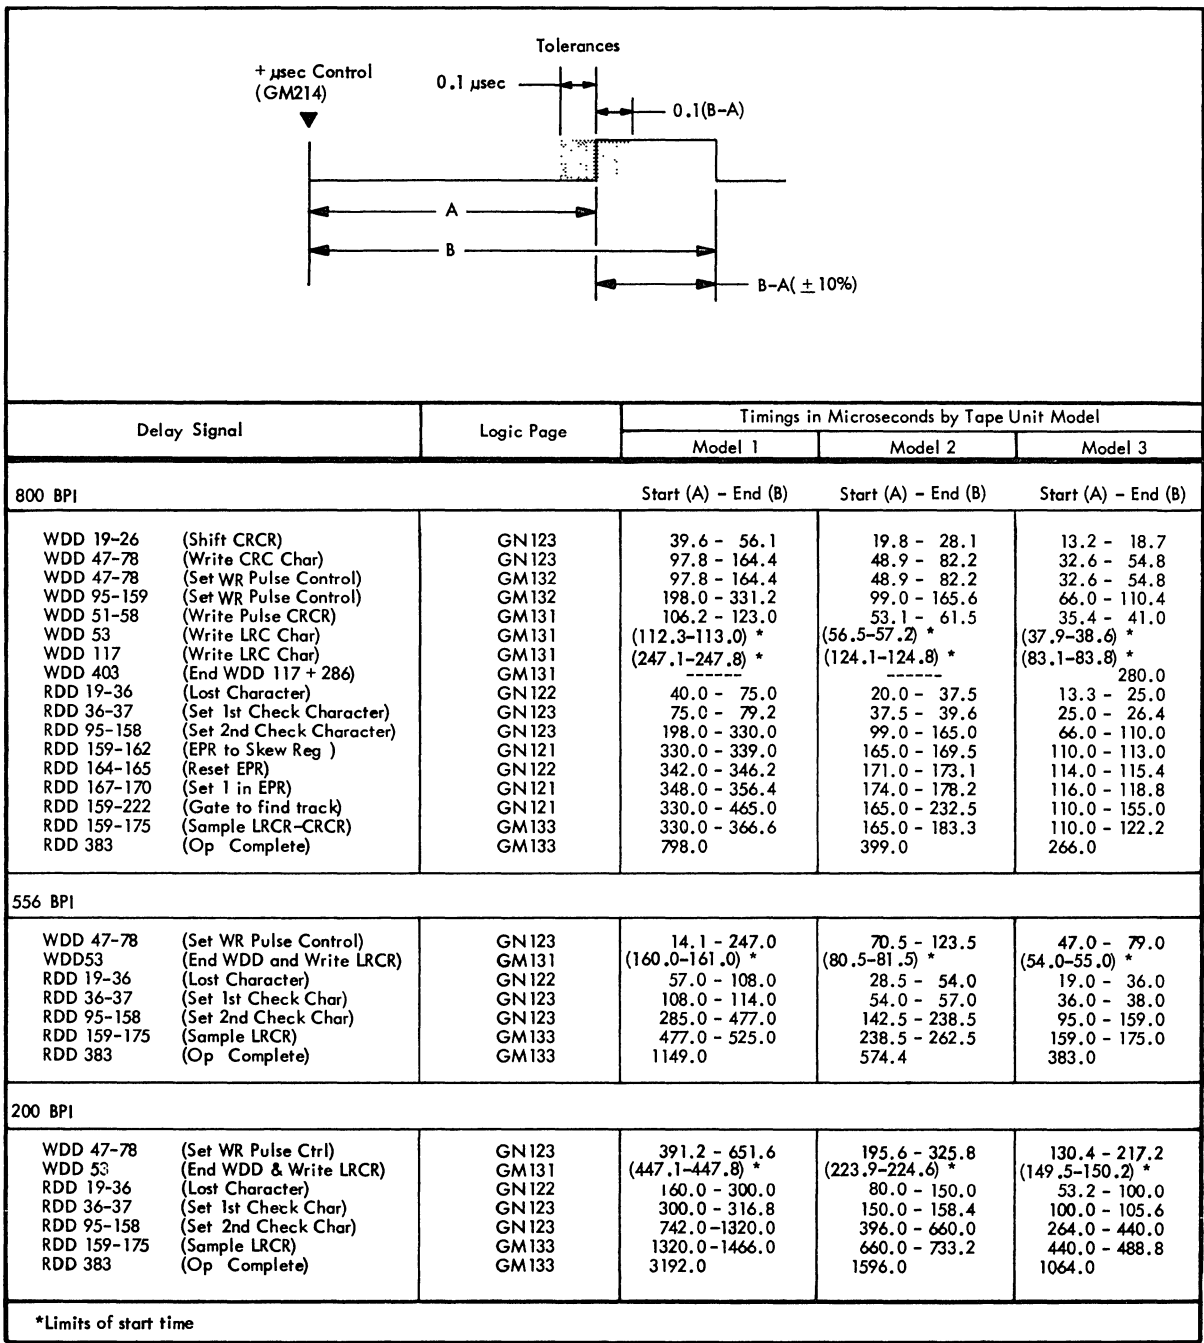 Tolerances
+ μsec Control
(GM214)
0.1 μsec
0.1(B-A)
A
B
B-A(±10%)
Delay Signal Logic Page Timings in Microseconds by Tape Unit Model
Model 1 Model 2 Model 3
800 BPI Start (A) - End (B) Start (A) - End (B) Start (A) - End (B)
WDD 19-26 (Shift CRCR) GN123 39.6 - 56.1 19.8 - 28.1 13.2 - 18.7
WDD 47-78 (Write CRC Char) GN123 97.8 - 164.4 48.9 - 82.2 32.6 - 54.8
WDD 47-78 (Set WR Pulse Control) GM132 97.8 - 164.4 48.9 - 82.2 32.6 - 54.8
WDD 95-159 (Set WR Pulse Control) GM132 198.0 - 331.2 99.0 - 165.6 66.0 - 110.4
WDD 51-58 (Write Pulse CRCR) GM131 106.2 - 123.0 53.1 - 61.5 35.4 - 41.0
WDD 53 (Write LRC Char) GM131 (112.3-113.0) * (56.5-57.2) * (37.9-38.6) *
WDD 117 (Write LRC Char) GM131 (247.1-247.8) * (124.1-124.8) * (83.1-83.8) *
WDD 403 (End WDD 117 + 286) GM131 ------ ------ 280.0
RDD 19-36 (Lost Character) GN122 40.0 - 75.0 20.0 - 37.5 13.3 - 25.0
RDD 36-37 (Set 1st Check Character) GN123 75.0 - 79.2 37.5 - 39.6 25.0 - 26.4
RDD 95-158 (Set 2nd Check Character) GN123 198.0 - 330.0 99.0 - 165.0 66.0 - 110.0
RDD 159-162 (EPR to Skew Reg ) GN121 330.0 - 339.0 165.0 - 169.5 110.0 - 113.0
RDD 164-165 (Reset EPR) GN122 342.0 - 346.2 171.0 - 173.1 114.0 - 115.4
RDD 167-170 (Set 1 in EPR) GN121 348.0 - 356.4 174.0 - 178.2 116.0 - 118.8
RDD 159-222 (Gate to find track) GN121 330.0 - 465.0 165.0 - 232.5 110.0 - 155.0
RDD 159-175 (Sample LRCR-CRCR) GM133 330.0 - 366.6 165.0 - 183.3 110.0 - 122.2
RDD 383 (Op Complete) GM133 798.0 399.0 266.0
556 BPI
WDD 47-78 (Set WR Pulse Control) GN123 14.1 - 247.0 70.5 - 123.5 47.0 - 79.0
WDD53 (End WDD and Write LRCR) GM131 (160.0-161.0) * (80.5-81.5) * (54.0-55.0) *
RDD 19-36 (Lost Character) GN122 57.0 - 108.0 28.5 - 54.0 19.0 - 36.0
RDD 36-37 (Set 1st Check Char) GN123 108.0 - 114.0 54.0 - 57.0 36.0 - 38.0
RDD 95-158 (Set 2nd Check Char) GN123 285.0 - 477.0 142.5 - 238.5 95.0 - 159.0
RDD 159-175 (Sample LRCR) GM133 477.0 - 525.0 238.5 - 262.5 159.0 - 175.0
RDD 383 (Op Complete) GM133 1149.0 574.4 383.0
200 BPI
WDD 47-78 (Set WR Pulse Ctrl) GN123 391.2 - 651.6 195.6 - 325.8 130.4 - 217.2
WDD 53 (End WDD & Write LRCR) GM131 (447.1-447.8) * (223.9-224.6) * (149.5-150.2) *
RDD 19-36 (Lost Character) GN122 160.0 - 300.0 80.0 - 150.0 53.2 - 100.0
RDD 36-37 (Set 1st Check Char) GN123 300.0 - 316.8 150.0 - 158.4 100.0 - 105.6
RDD 95-158 (Set 2nd Check Char) GN123 742.0 -1320.0 396.0 - 660.0 264.0 - 440.0
RDD 159-175 (Sample LRCR) GM133 1320.0-1466.0 660.0 - 733.2 440.0 - 488.8
RDD 383 (Op Complete) GM133 3192.0 1596.0 1064.0
*Limits of start time